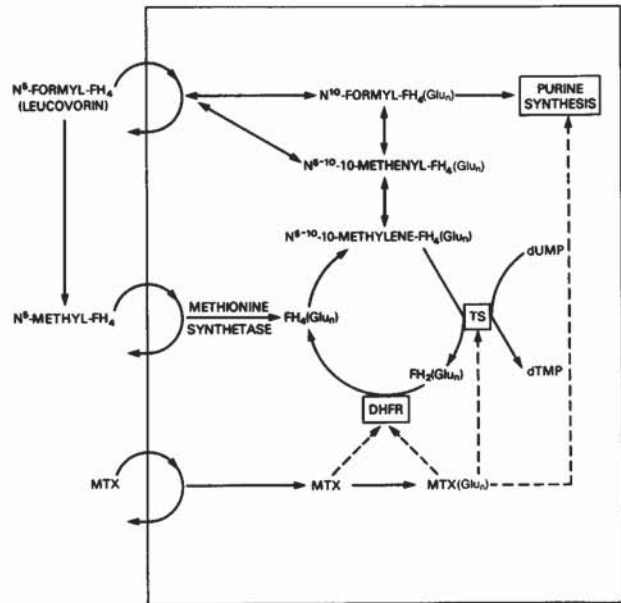 N⁵-FORMYL-FH₄
(LEUCOVORIN)
N¹⁰-FORMYL-FH₄(Gluₙ)
PURINE
SYNTHESIS
N⁵⁻¹⁰-10-METHENYL-FH₄(Gluₙ)
N⁵⁻¹⁰-10-METHYLENE-FH₄(Gluₙ)
dUMP
N⁵-METHYL-FH₄
METHIONINE
SYNTHETASE
FH₄(Gluₙ)
TS
FH₂(Gluₙ)
dTMP
DHFR
MTX
MTX
MTX(Gluₙ)